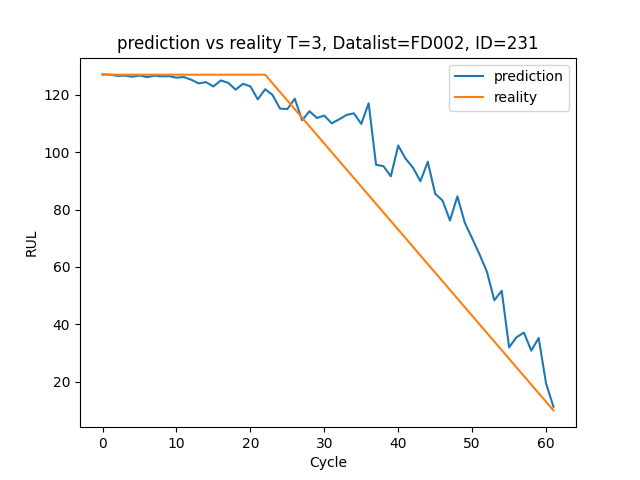 prediction vs reality T=3, Datalist=FD002, ID=231
prediction
reality
RUL
120
100
80
60
40
20
0 10 20 30 40 50 60
Cycle